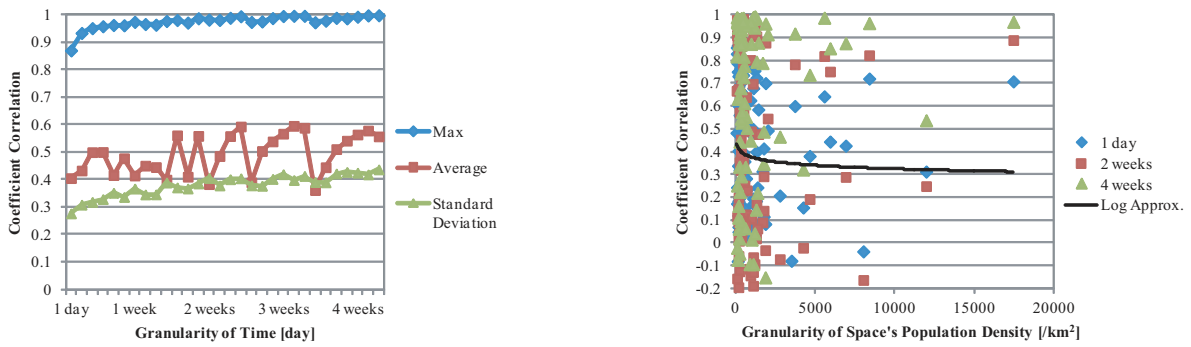 1
0.9
0.8
0.7
0.6
0.5
0.4
0.3
0.2
0.1
0
Coefficient Correlation
1 day
1 week
2 weeks
3 weeks
4 weeks
Granularity of Time [day]
Max
Average
Standard
Deviation
1
0.9
0.8
0.7
0.6
0.5
0.4
0.3
0.2
0.1
0
-0.1
-0.2
Coefficient Correlation
0
5000
10000
15000
20000
Granularity of Space's Population Density [/km²]
1 day
2 weeks
4 weeks
Log Approx.